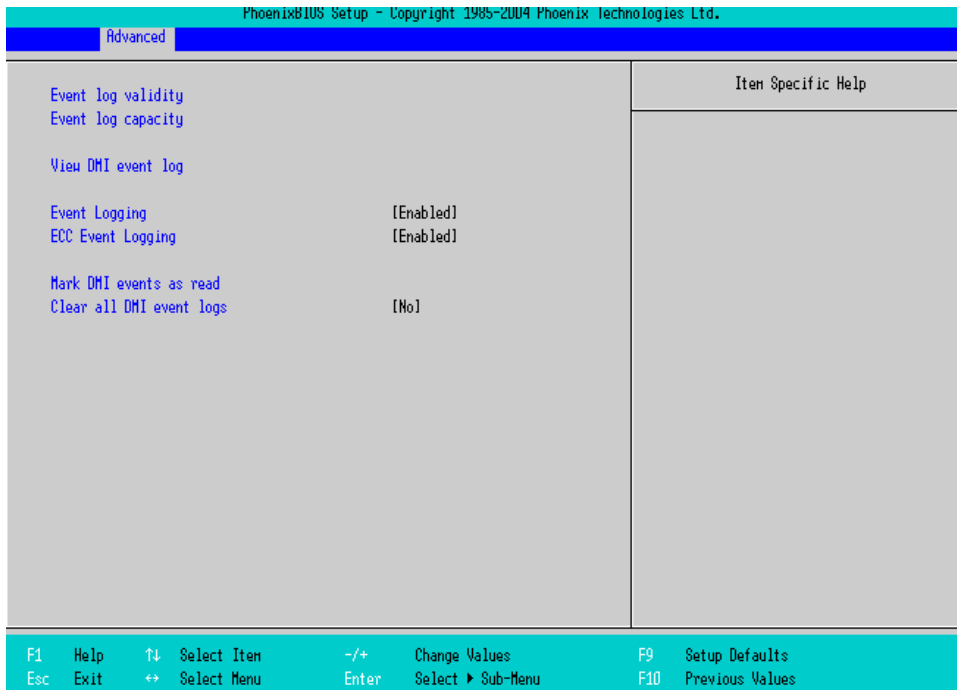 PhoenixBIOS Setup - Copyright 1985-2004 Phoenix Technologies Ltd.
Advanced
Item Specific Help
Event log validity
Event log capacity
View DMI event log
Event Logging [Enabled]
ECC Event Logging [Enabled]
Mark DMI events as read
Clear all DMI event logs [No]
F1 Help ↑↓ Select Item -/+ Change Values F9 Setup Defaults
Esc Exit ↔ Select Menu Enter Select ▶ Sub-Menu F10 Previous Values